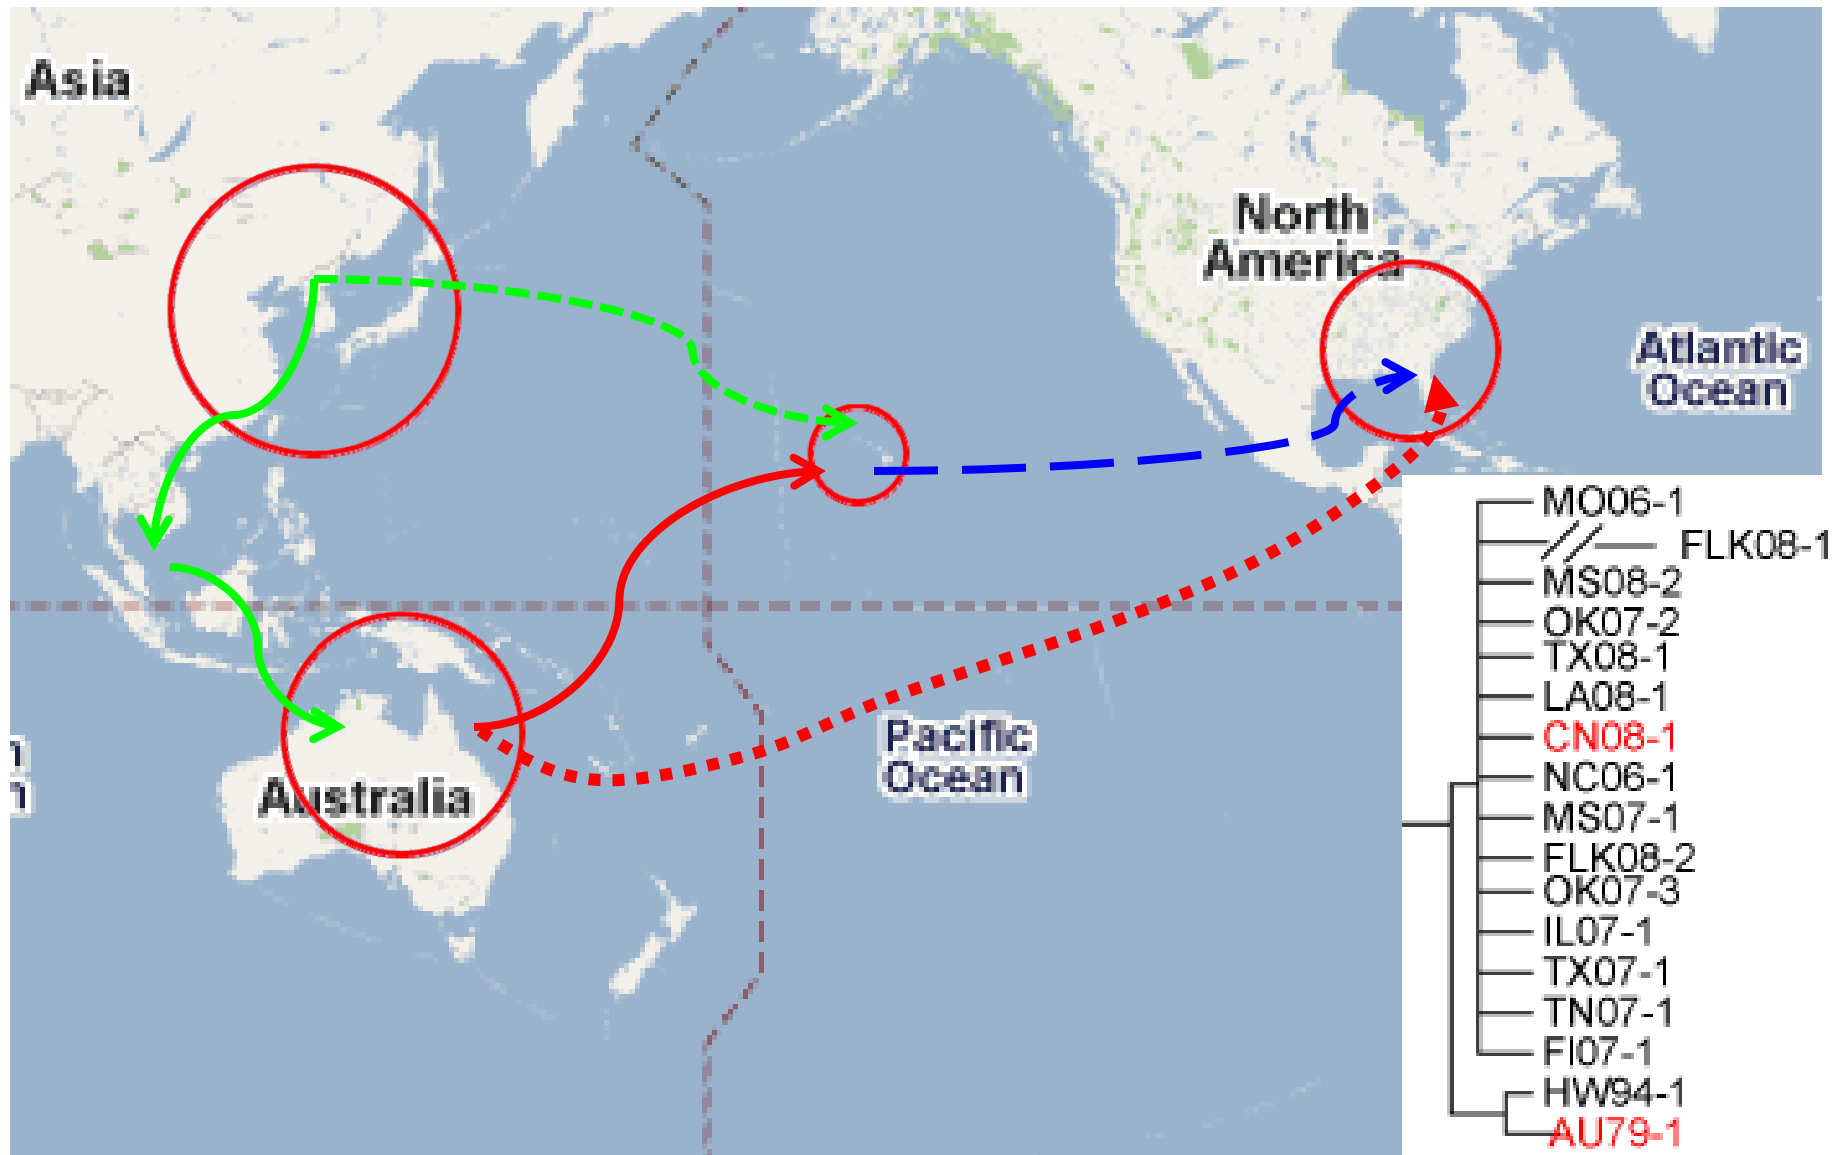 Asia
North
America
Atlantic
Ocean
Australia
Pacific
Ocean
n
n
MO06-1
FLK08-1
MS08-2
OK07-2
TX08-1
LA08-1
CN08-1
NC06-1
MS07-1
FLK08-2
OK07-3
IL07-1
TX07-1
TN07-1
FI07-1
HW94-1
AU79-1